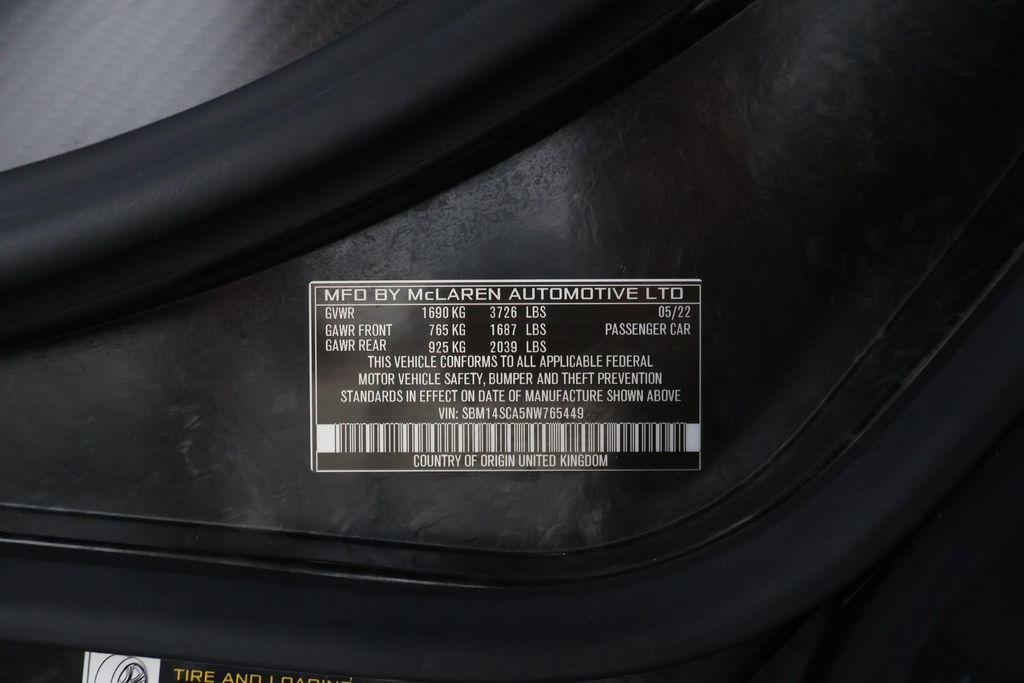 MFD BY McLAREN AUTOMOTIVE LTD
GVWR 1690 KG 3726 LBS 05/22
GAWR FRONT 765 KG 1687 LBS PASSENGER CAR
GAWR REAR 925 KG 2039 LBS
THIS VEHICLE CONFORMS TO ALL APPLICABLE FEDERAL
MOTOR VEHICLE SAFETY, BUMPER AND THEFT PREVENTION
STANDARDS IN EFFECT ON DATE OF MANUFACTURE SHOWN ABOVE
VIN: SBM14SCA5NW765449
COUNTRY OF ORIGIN UNITED KINGDOM
TIRE AND LOADING